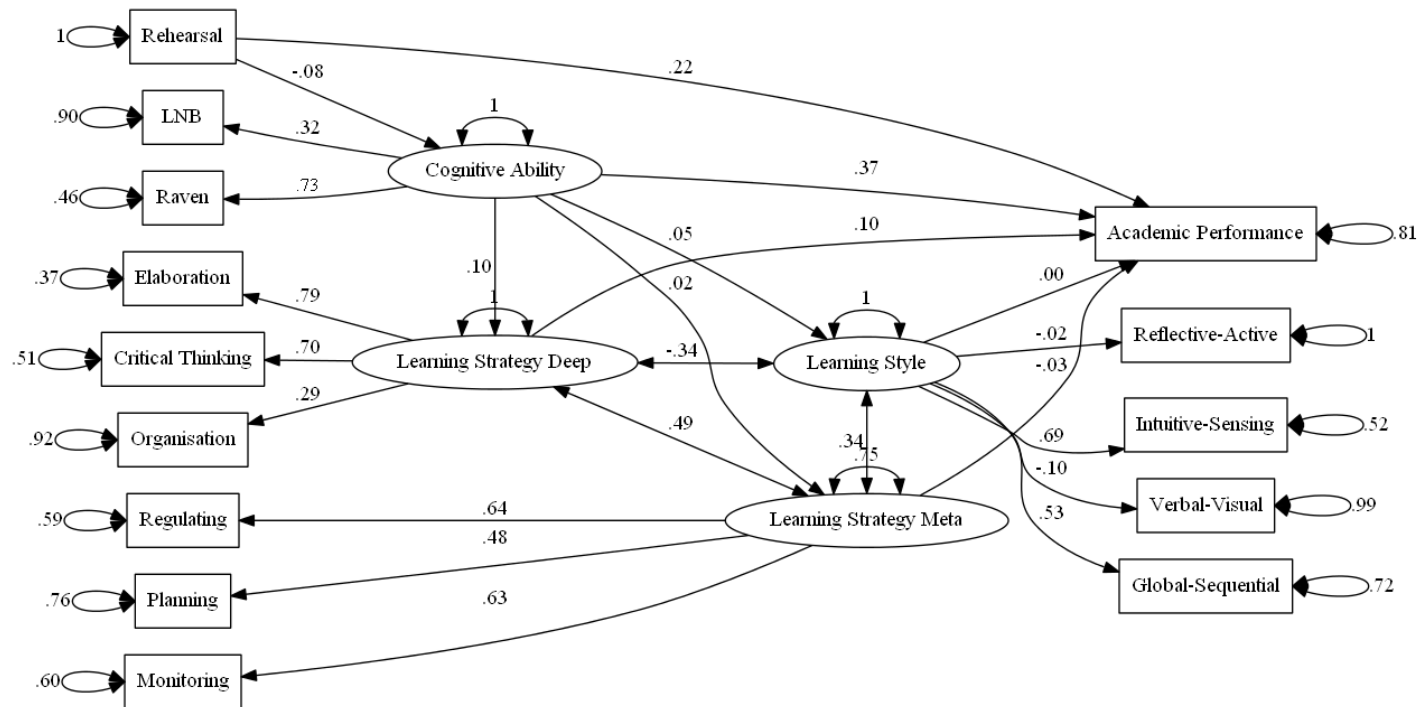 1
Rehearsal
.22
-.08
.90
LNB
.32
1
Cognitive Ability
.46
Raven
.73
.37
Academic Performance
.81
.05
.10
.10
.02
.00
.37
Elaboration
.79
1
1
Learning Strategy Deep
-.34
Learning Style
-.02
Reflective-Active
1
.51
Critical Thinking
.70
-.03
.29
.92
Organisation
.49
.34
.75
.69
Intuitive-Sensing
.52
-.10
Verbal-Visual
.99
.59
Regulating
.64
Learning Strategy Meta
.53
.48
.76
Planning
Global-Sequential
.72
.63
.60
Monitoring